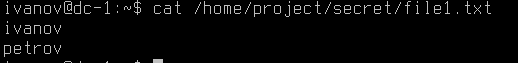 ivanov@dc-1:~$ cat /home/project/secret/file1.txt
ivanov
petrov